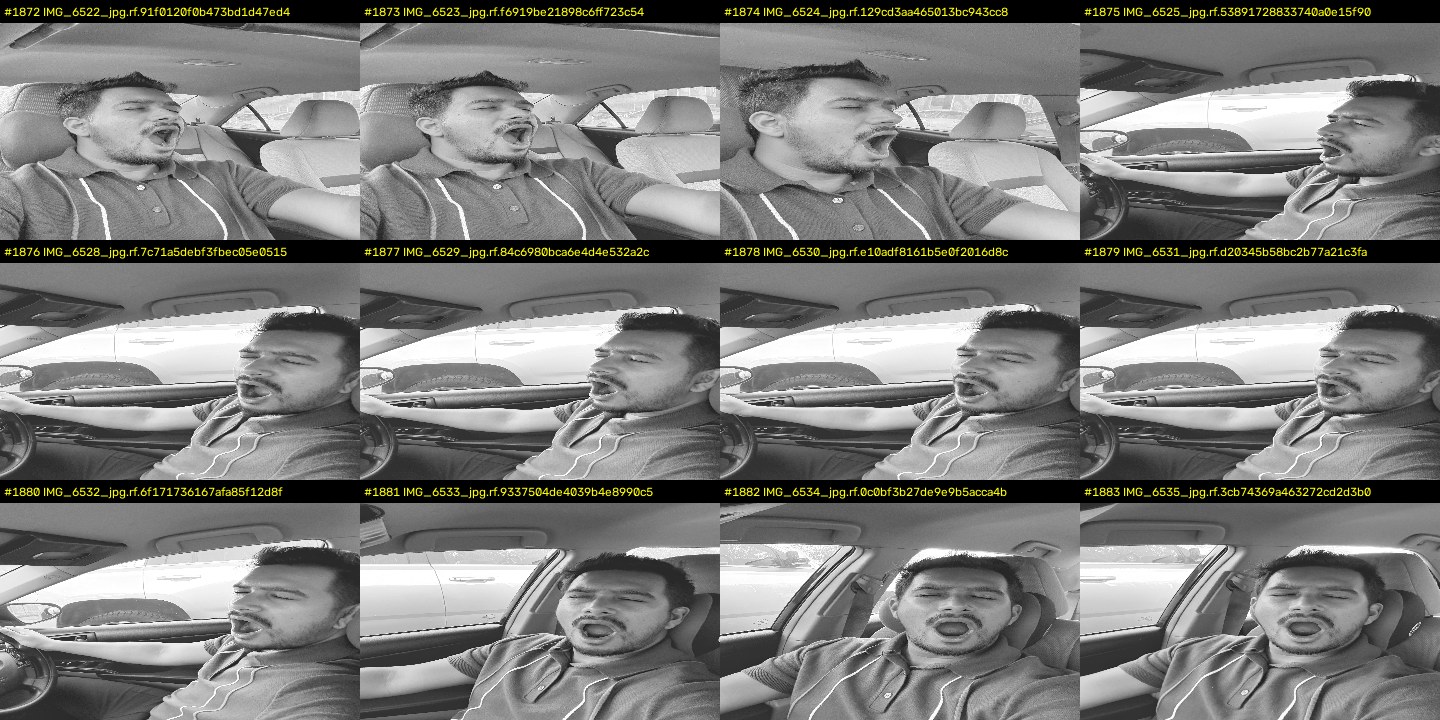 #1872 IMG_6522_jpg.rf.91f0120f0b473bd1d47ed4
#1873 IMG_6523_jpg.rf.f6919be21898c6ff723c54
#1874 IMG_6524_jpg.rf.129cd3aa465013bc943cc8
#1875 IMG_6525_jpg.rf.53891728833740a0e15f90
#1876 IMG_6528_jpg.rf.7c71a5debf3fbec05e0515
#1877 IMG_6529_jpg.rf.84c6980bca6e4d4e532a2c
#1878 IMG_6530_jpg.rf.e10adf8161b5e0f2016d8c
#1879 IMG_6531_jpg.rf.d20345b58bc2b77a21c3fa
#1880 IMG_6532_jpg.rf.6f171736167afa85f12d8f
#1881 IMG_6533_jpg.rf.9337504de4039b4e8990c5
#1882 IMG_6534_jpg.rf.0c0bf3b27de9e9b5acca4b
#1883 IMG_6535_jpg.rf.3cb74369a463272cd2d3b0